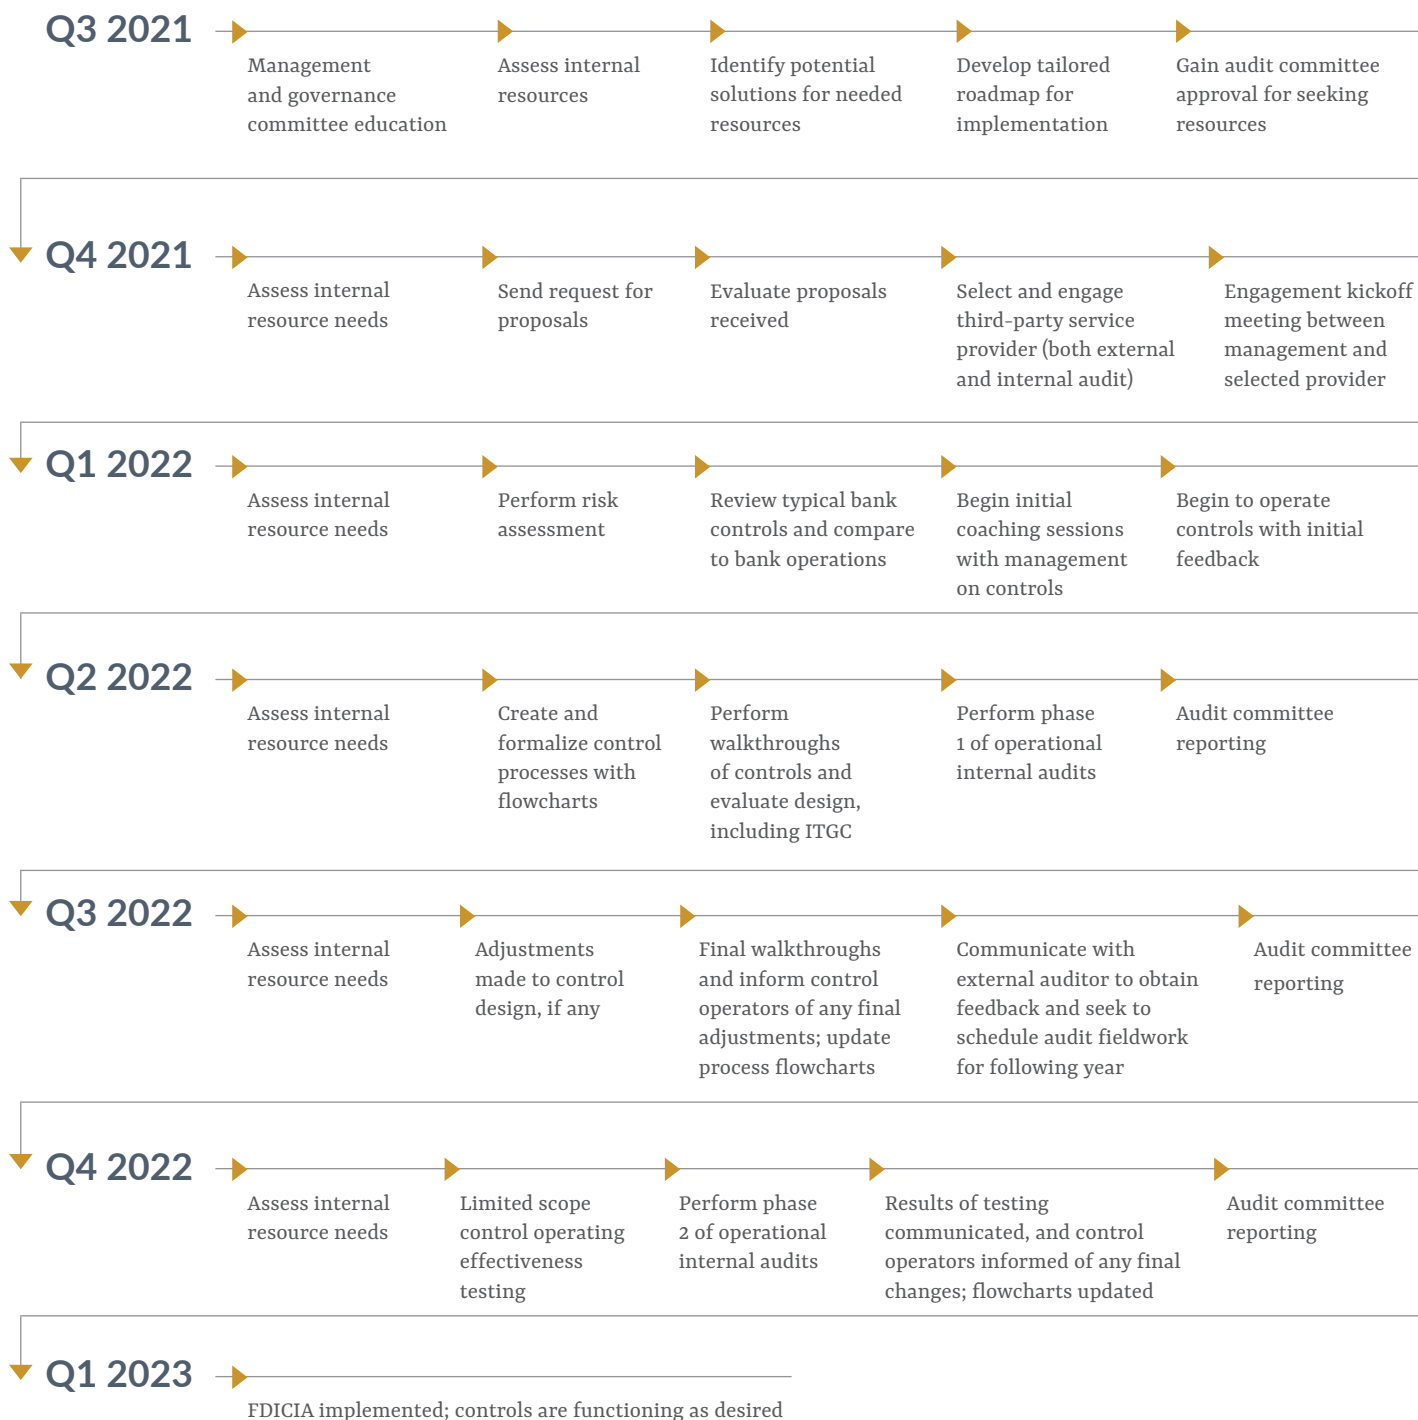 Q3 2021
Management
and governance
committee education
Assess internal
resources
Identify potential
solutions for needed
resources
Develop tailored
roadmap for
implementation
Gain audit committee
approval for seeking
resources
Q4 2021
Assess internal
resource needs
Send request for
proposals
Evaluate proposals
received
Select and engage
third-party service
provider (both external
and internal audit)
Engagement kickoff
meeting between
management and
selected provider
Q1 2022
Assess internal
resource needs
Perform risk
assessment
Review typical bank
controls and compare
to bank operations
Begin initial
coaching sessions
with management
on controls
Begin to operate
controls with initial
feedback
Q2 2022
Assess internal
resource needs
Create and
formalize control
processes with
flowcharts
Perform
walkthroughs
of controls and
evaluate design,
including ITGC
Perform phase
1 of operational
internal audits
Audit committee
reporting
Q3 2022
Assess internal
resource needs
Adjustments
made to control
design, if any
Final walkthroughs
and inform control
operators of any final
adjustments; update
process flowcharts
Communicate with
external auditor to obtain
feedback and seek to
schedule audit fieldwork
for following year
Audit committee
reporting
Q4 2022
Assess internal
resource needs
Limited scope
control operating
effectiveness
testing
Perform phase
2 of operational
internal audits
Results of testing
communicated, and control
operators informed of any final
changes; flowcharts updated
Audit committee
reporting
Q1 2023
FDICIA implemented; controls are functioning as desired